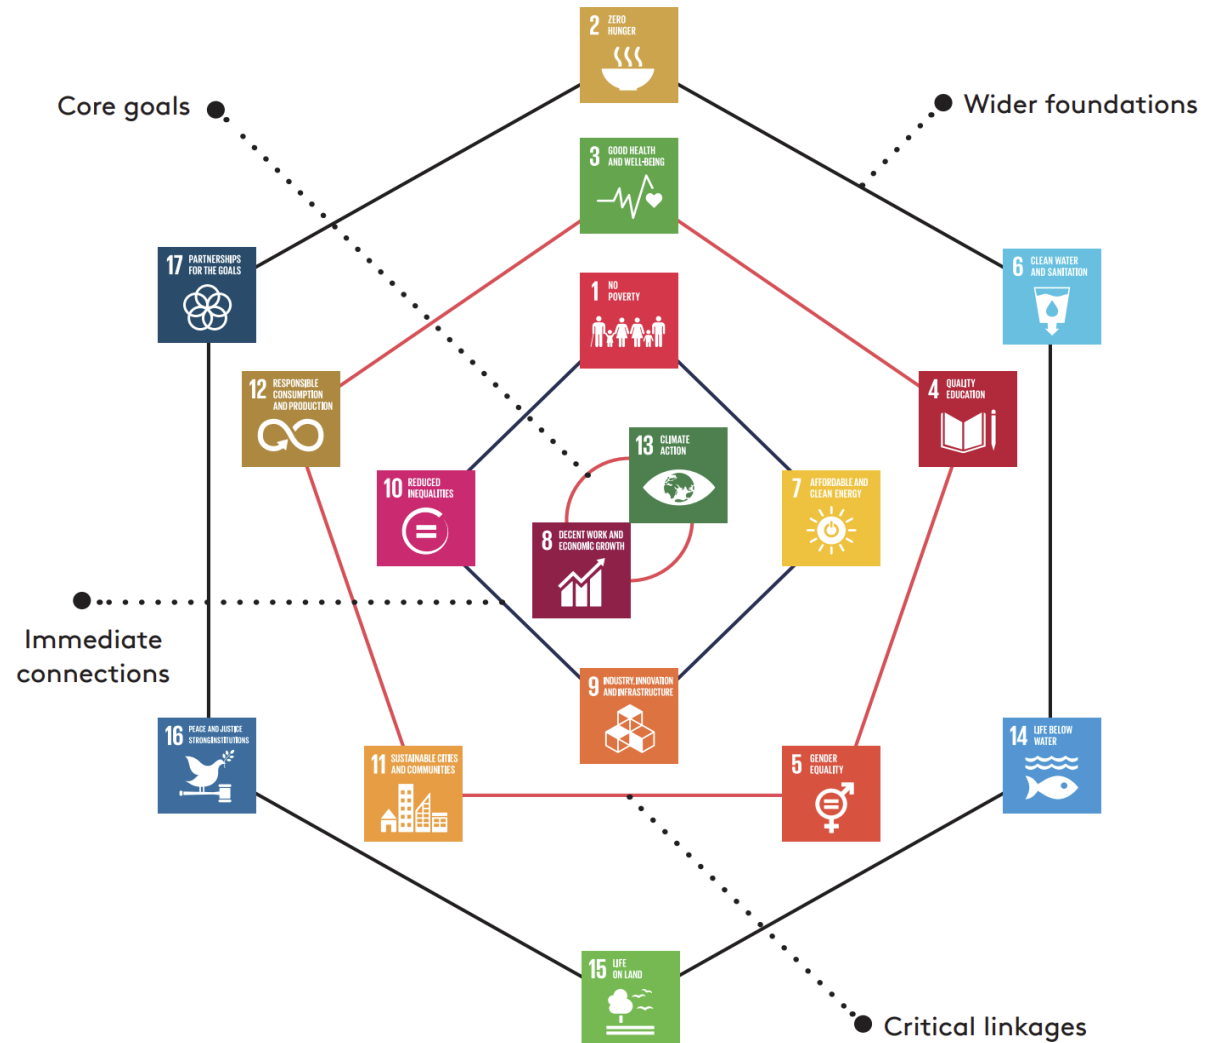 2 ZERO
HUNGER
Core goals
Wider foundations
3 GOOD HEALTH
AND WELL-BEING
17 PARTNERSHIPS
FOR THE GOALS
6 CLEAN WATER
AND SANITATION
1 NO
POVERTY
12 RESPONSIBLE
CONSUMPTION
AND PRODUCTION
4 QUALITY
EDUCATION
13 CLIMATE
ACTION
10 REDUCED
INEQUALITIES
7 AFFORDABLE AND
CLEAN ENERGY
8 DECENT WORK AND
ECONOMIC GROWTH
Immediate
connections
9 INDUSTRY, INNOVATION
AND INFRASTRUCTURE
16 PEACE AND JUSTICE
STRONG INSTITUTIONS
14 LIFE BELOW
WATER
11 SUSTAINABLE CITIES
AND COMMUNITIES
5 GENDER
EQUALITY
15 LIFE
ON LAND
Critical linkages